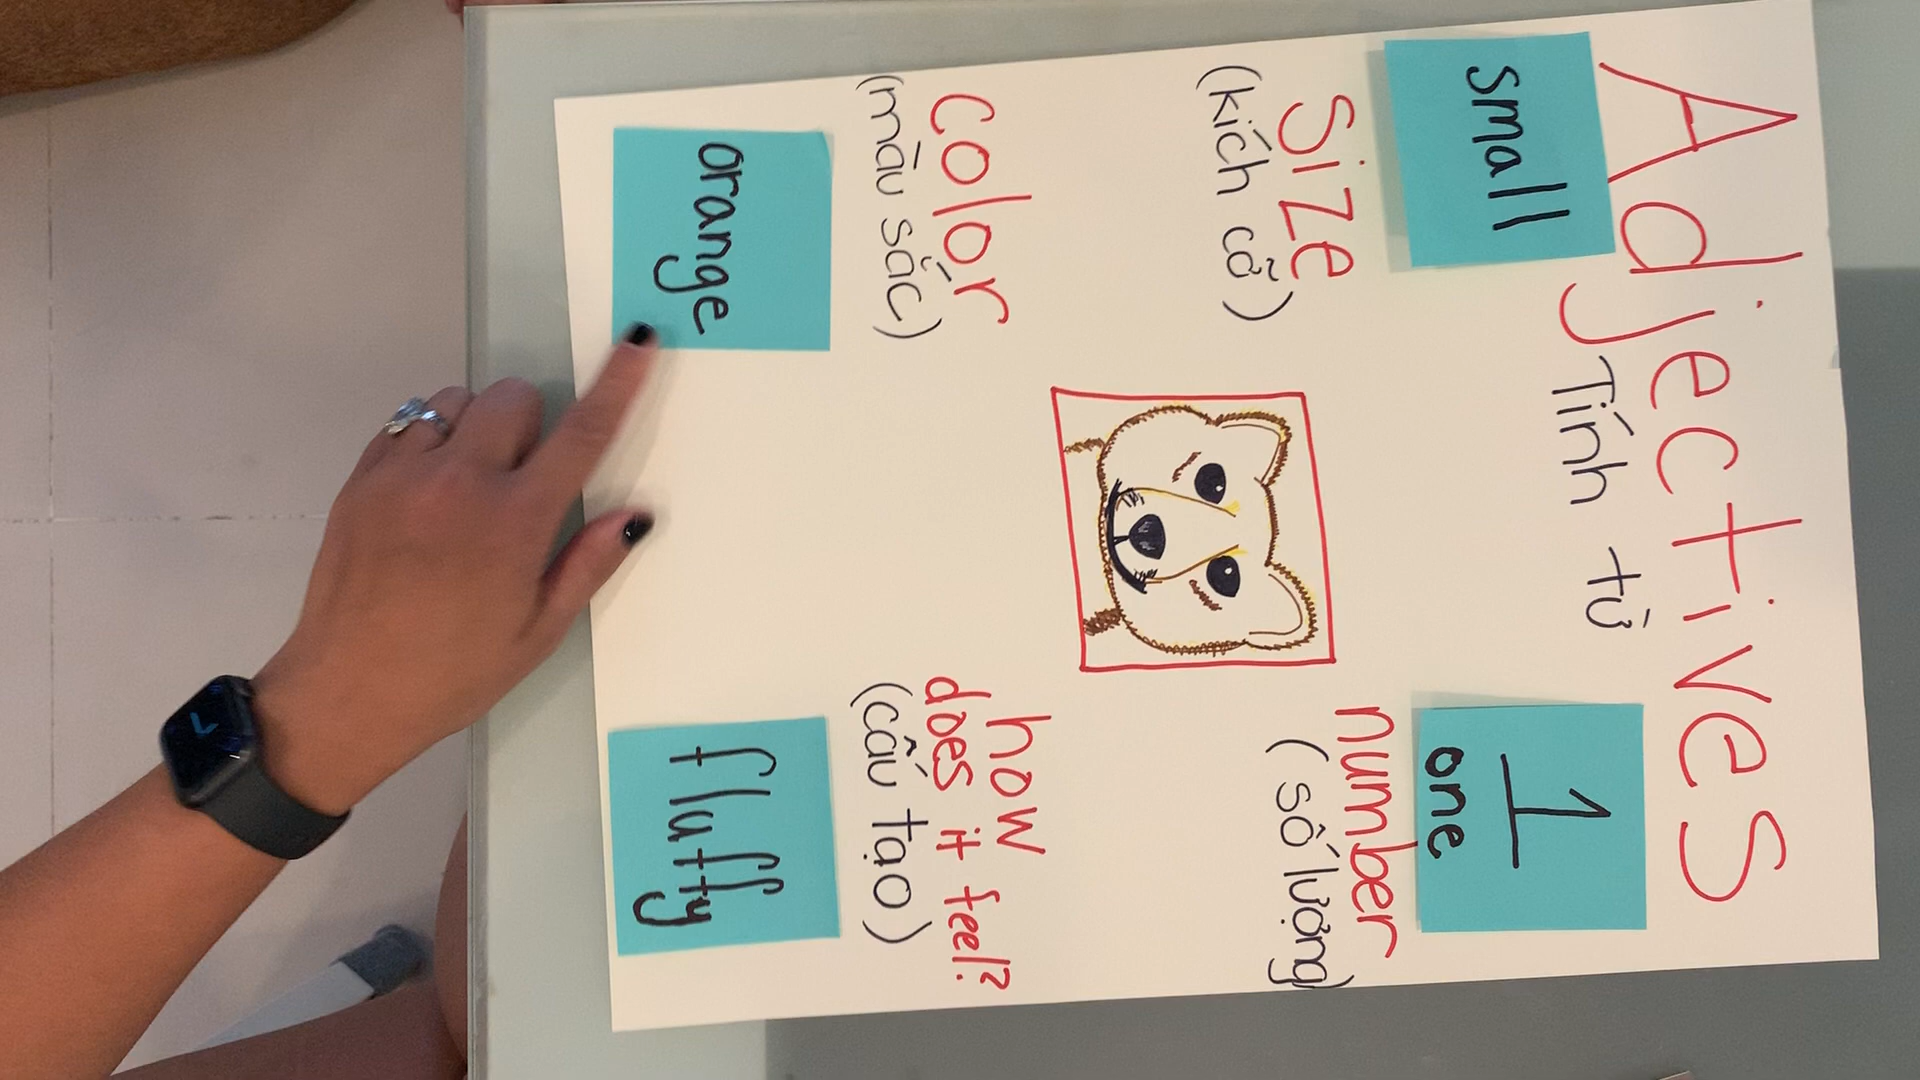 Adjectives
Tính từ
small
Size
(kích cỡ)
1
one
number
(số lượng)
color
(màu sắc)
orange
how
does it feel?
(cấu tạo)
fluffy